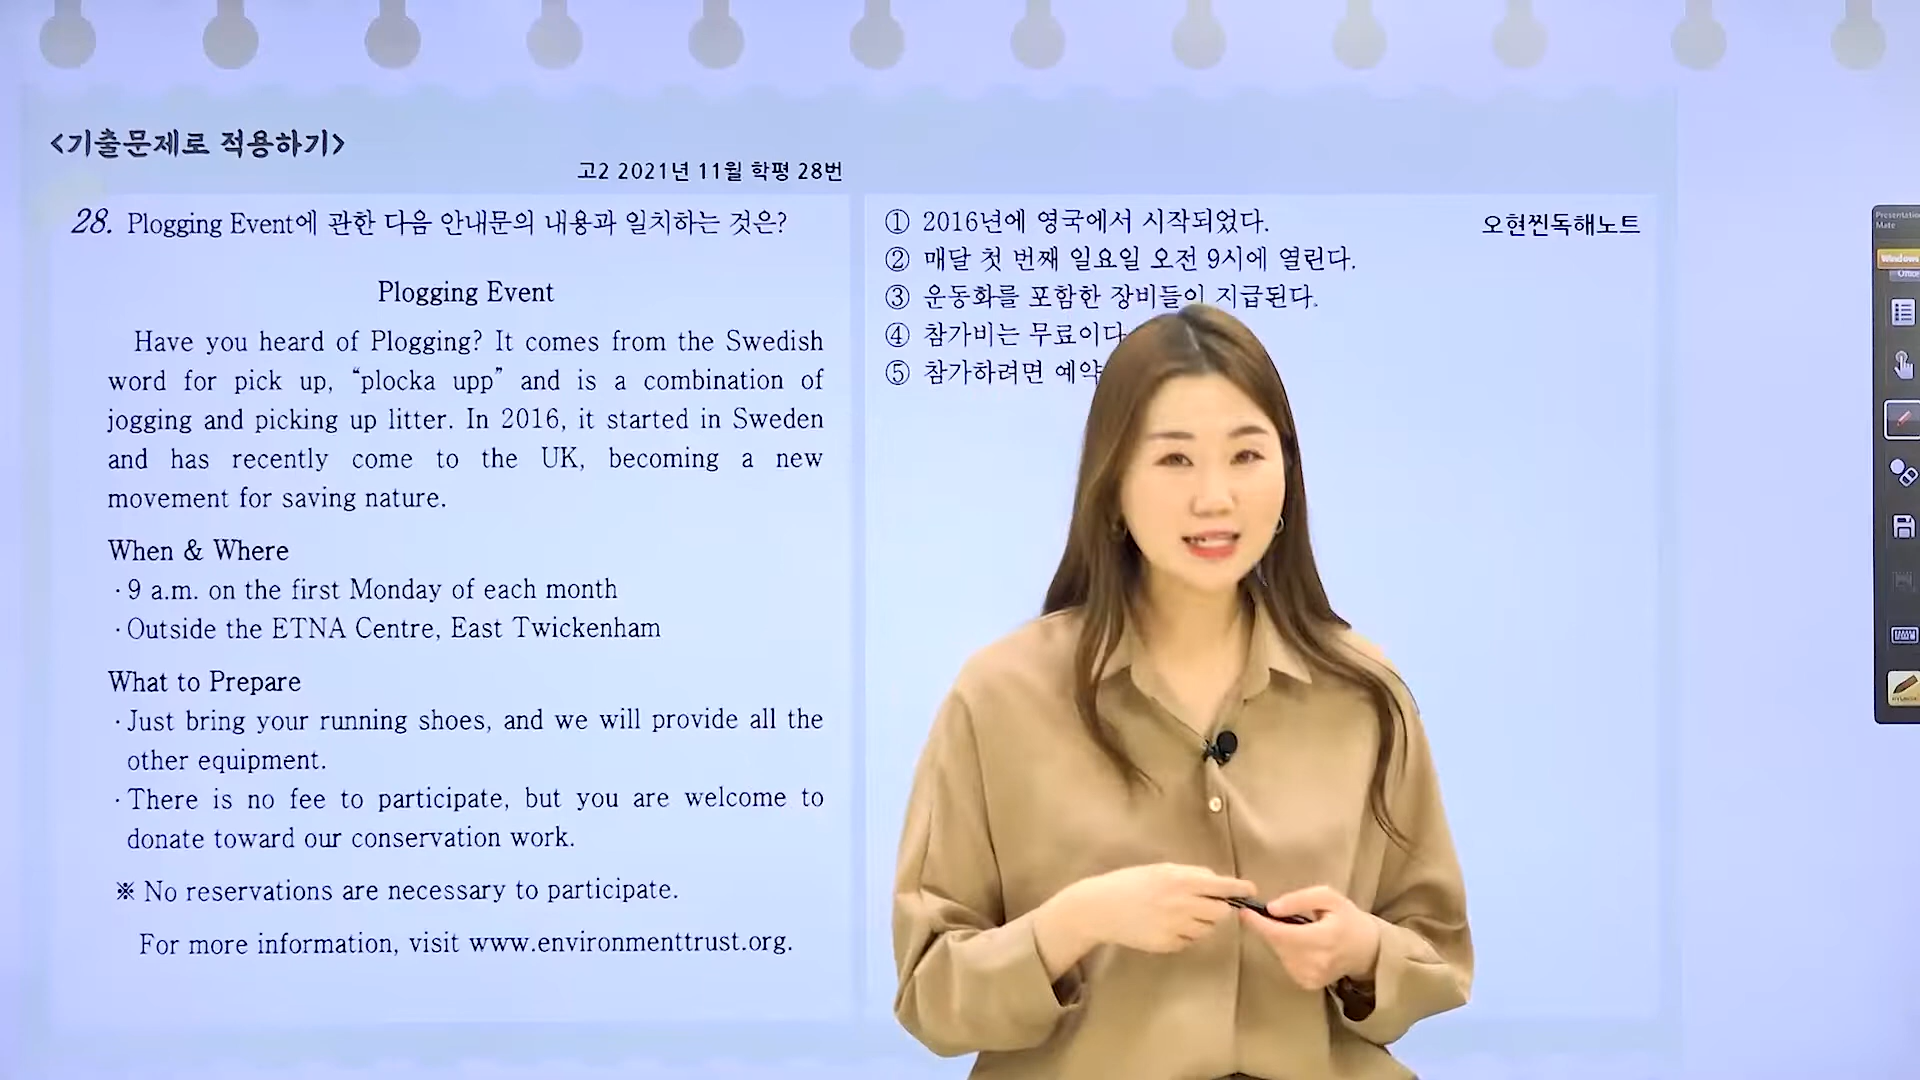 <기출문제로 적용하기>
고2 2021년 11월 학평 28번
28. Plogging Event에 관한 다음 안내문의 내용과 일치하는 것은?
Plogging Event
Have you heard of Plogging? It comes from the Swedish
word for pick up, “plocka upp” and is a combination of
jogging and picking up litter. In 2016, it started in Sweden
and has recently come to the UK, becoming a new
movement for saving nature.
When & Where
·9 a.m. on the first Monday of each month
·Outside the ETNA Centre, East Twickenham
What to Prepare
·Just bring your running shoes, and we will provide all the
other equipment.
·There is no fee to participate, but you are welcome to
donate toward our conservation work.
※ No reservations are necessary to participate.
For more information, visit www.environmenttrust.org.
① 2016년에 영국에서 시작되었다.
② 매달 첫 번째 일요일 오전 9시에 열린다.
③ 운동화를 포함한 장비들이 지급된다.
④ 참가비는 무료이다
⑤ 참가하려면 예약
오현찐독해노트
Presentation
Mate
Windows